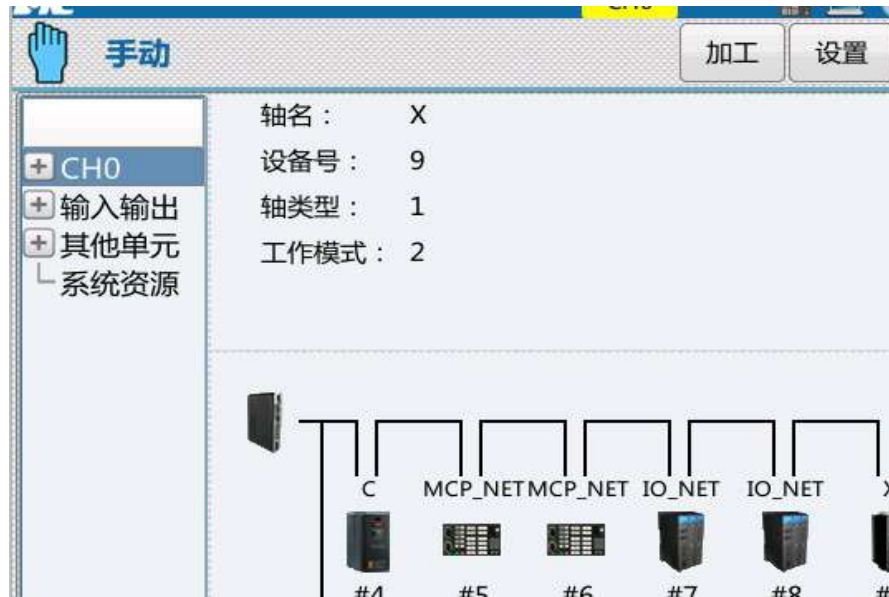 手动
加工
设置
CH0
输入输出
其他单元
系统资源
轴名： X
设备号： 9
轴类型： 1
工作模式： 2
C MCP_NET MCP_NET IO_NET IO_NET
#4 #5 #6 #7 #8